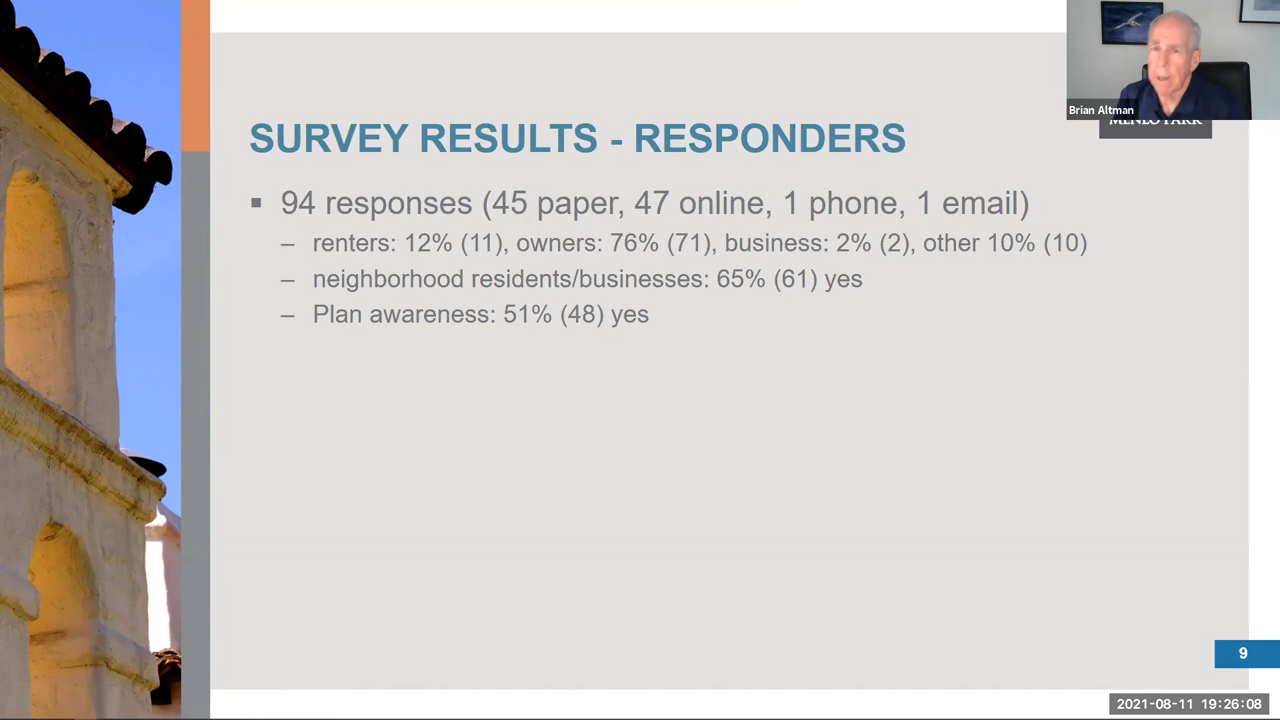 Brian Altman
MENLO PARK
SURVEY RESULTS - RESPONDERS
▪ 94 responses (45 paper, 47 online, 1 phone, 1 email)
– renters: 12% (11), owners: 76% (71), business: 2% (2), other 10% (10)
– neighborhood residents/businesses: 65% (61) yes
– Plan awareness: 51% (48) yes
9
2021-08-11 19:26:08